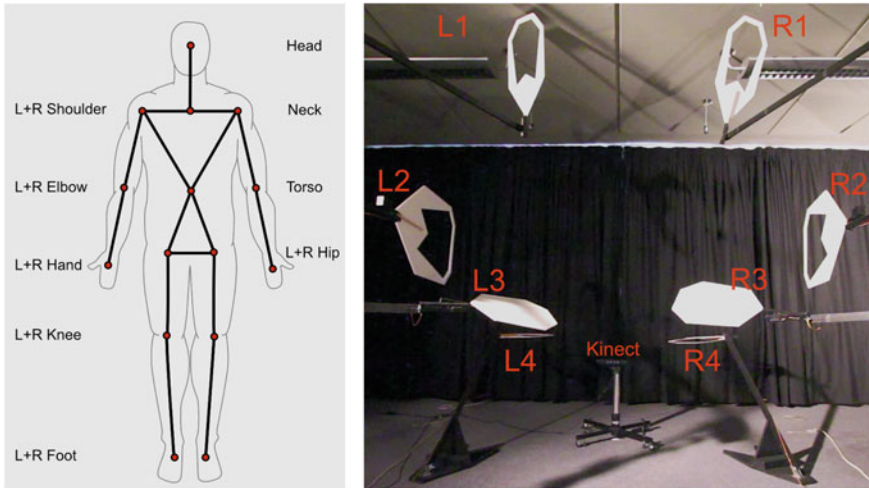 Head
L+R Shoulder
Neck
L+R Elbow
Torso
L+R Hip
L+R Hand
L+R Knee
L+R Foot
L1
R1
L2
R2
L3
R3
L4
Kinect
R4